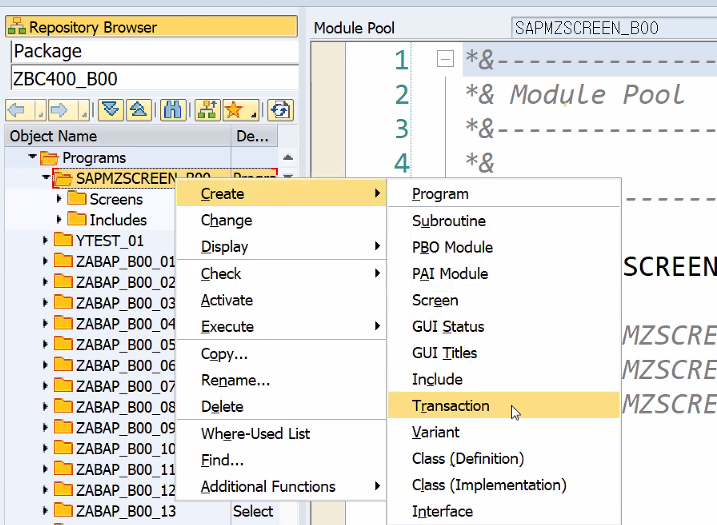 Repository Browser
Package
ZBC400_B00
Object Name De...
Programs
SAPMZSCREEN_B00 Progra
Screens
Includes
YTEST_01
ZABAP_B00_01
ZABAP_B00_02
ZABAP_B00_03
ZABAP_B00_04
ZABAP_B00_05
ZABAP_B00_06
ZABAP_B00_07
ZABAP_B00_08
ZABAP_B00_09
ZABAP_B00_10
ZABAP_B00_11
ZABAP_B00_12
ZABAP_B00_13 Select
Create
Change
Display
Check
Activate
Execute
Copy...
Rename...
Delete
Where-Used List
Find...
Additional Functions
Program
Subroutine
PBO Module
PAI Module
Screen
GUI Status
GUI Titles
Include
Transaction
Variant
Class (Definition)
Class (Implementation)
Interface
Module Pool SAPMZSCREEN_B00
1 *&---------------
2 *& Module Pool
3 *&---------------
4 *&
SCREEN
MZSCRE
MZSCRE
MZSCRE